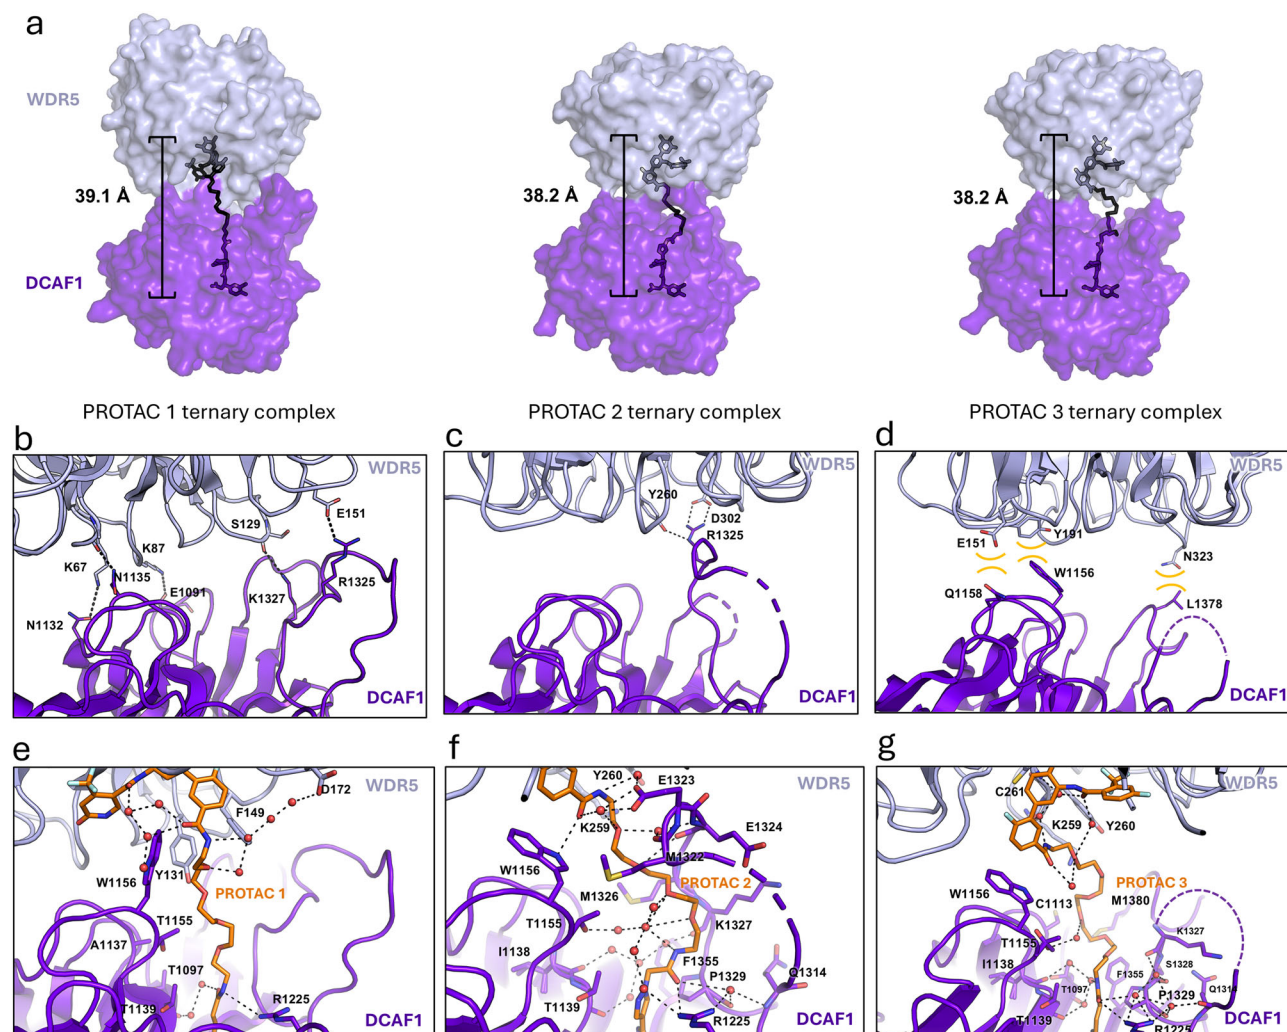 a
WDR5
39.1 Å
38.2 Å
38.2 Å
DCAF1
PROTAC 1 ternary complex
PROTAC 2 ternary complex
PROTAC 3 ternary complex
b
WDR5
E151
S129
K87
K67
N1135
E1091
R1325
K1327
N1132
DCAF1
c
WDR5
Y260
D302
R1325
DCAF1
d
WDR5
E151
Y191
N323
W1156
Q1158
L1378
DCAF1
e
WDR5
D172
F149
W1156
Y131
PROTAC 1
T1155
A1137
T1097
T1139
R1225
DCAF1
f
Y260
E1323
WDR5
K259
E1324
M1322
W1156
PROTAC 2
M1326
T1155
K1327
I1138
F1355
P1329
Q1314
T1139
R1225
DCAF1
g
WDR5
C261
K259
Y260
W1156
PROTAC 3
C1113
M1380
T1155
K1327
I1138
S1328
F1355
T1097
P1329
Q1314
T1139
R1225
DCAF1